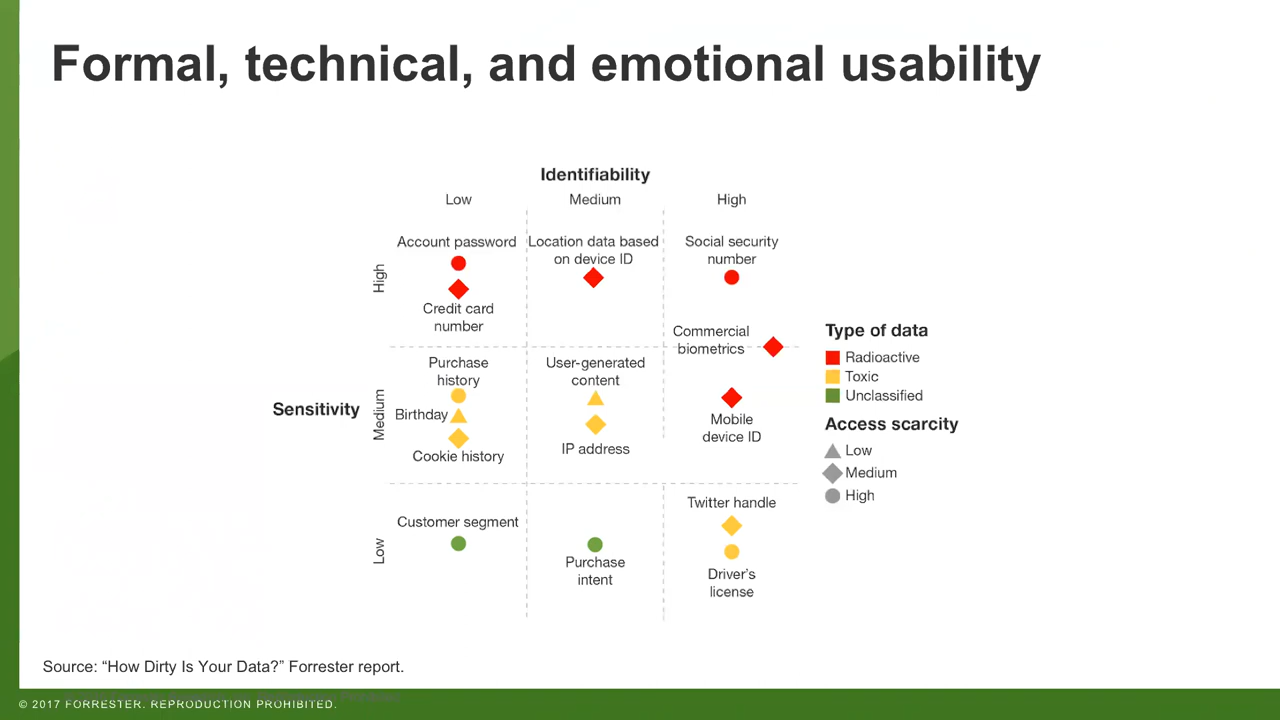 Formal, technical, and emotional usability
Identifiability
Low
Medium
High
High
Account password
Credit card
number
Location data based
on device ID
Social security
number
Commercial
biometrics
Sensitivity
Medium
Purchase
history
Birthday
Cookie history
User-generated
content
IP address
Mobile
device ID
Low
Customer segment
Purchase
intent
Twitter handle
Driver's
license
Type of data
Radioactive
Toxic
Unclassified
Access scarcity
Low
Medium
High
Source: “How Dirty Is Your Data?” Forrester report.
© 2017 FORRESTER. REPRODUCTION PROHIBITED.